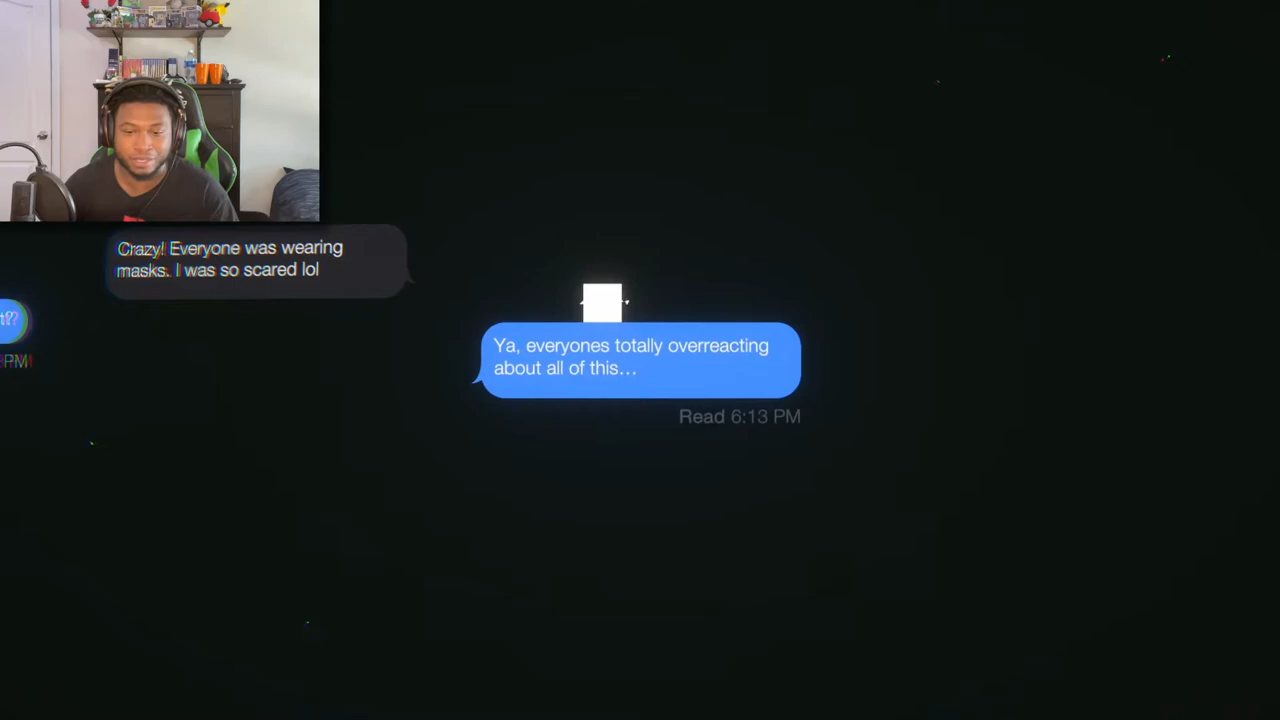 Crazy! Everyone was wearing
masks. I was so scared lol
t??
PM
Ya, everyones totally overreacting
about all of this...
Read 6:13 PM